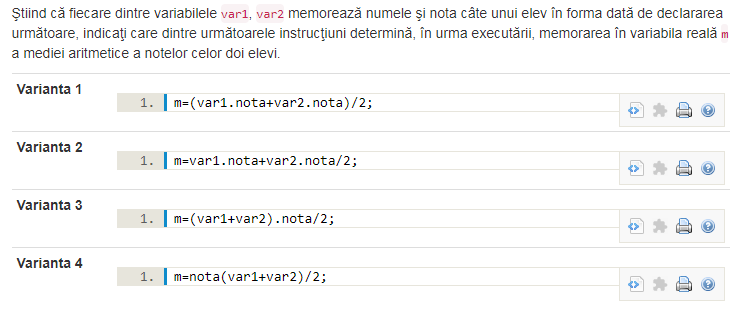 Ştiind că fiecare dintre variabilele var1, var2 memorează numele şi nota câte unui elev în forma dată de declararea
următoare, indicaţi care dintre următoarele instrucţiuni determină, în urma executării, memorarea în variabila reală m
a mediei aritmetice a notelor celor doi elevi.
Varianta 1
1. m=(var1.nota+var2.nota)/2;
Varianta 2
1. m=var1.nota+var2.nota/2;
Varianta 3
1. m=(var1+var2).nota/2;
Varianta 4
1. m=nota(var1+var2)/2;